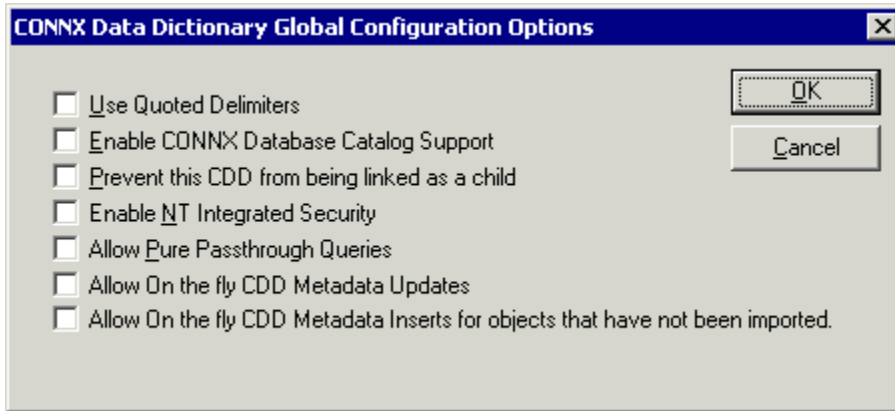 CONNX Data Dictionary Global Configuration Options
OK
Cancel
Use Quoted Delimiters
Enable CONNX Database Catalog Support
Prevent this CDD from being linked as a child
Enable NT Integrated Security
Allow Pure Passthrough Queries
Allow On the fly CDD Metadata Updates
Allow On the fly CDD Metadata Inserts for objects that have not been imported.